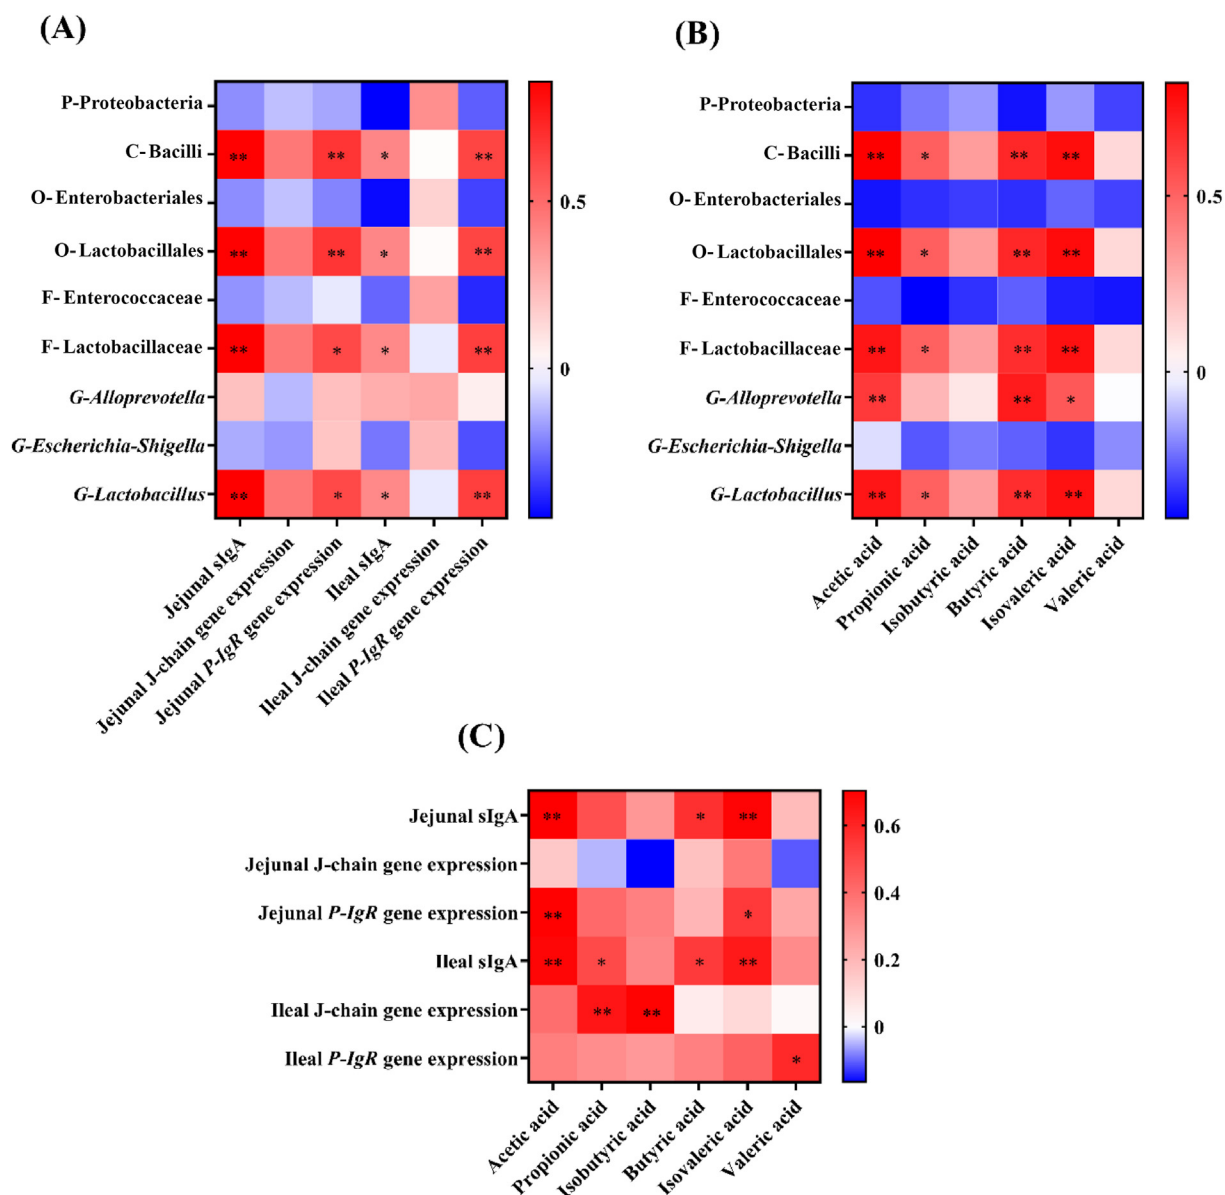 (A)
P-Proteobacteria
C- Bacilli
** ** * **
O- Enterobacteriales
O- Lactobacillales
** ** * **
F- Enterococcaceae
F- Lactobacillaceae
** * * **
G-Alloprevotella
G-Escherichia-Shigella
G-Lactobacillus
** * * **
0.5
0
Jejunal sIgA
Jejunal J-chain gene expression
Jejunal P-IgR gene expression
Ileal sIgA
Ileal J-chain gene expression
Ileal P-IgR gene expression
(B)
P-Proteobacteria
C- Bacilli
** * ** **
O- Enterobacteriales
O- Lactobacillales
** * ** **
F- Enterococcaceae
F- Lactobacillaceae
** * ** **
G-Alloprevotella
** ** *
G-Escherichia-Shigella
G-Lactobacillus
** * ** **
0.5
0
Acetic acid
Propionic acid
Isobutyric acid
Butyric acid
Isovaleric acid
Valeric acid
(C)
Jejunal sIgA
** * **
Jejunal J-chain gene expression
Jejunal P-IgR gene expression
** *
Ileal sIgA
** * * **
Ileal J-chain gene expression
** **
Ileal P-IgR gene expression
*
0.6
0.4
0.2
0
Acetic acid
Propionic acid
Isobutyric acid
Butyric acid
Isovaleric acid
Valeric acid